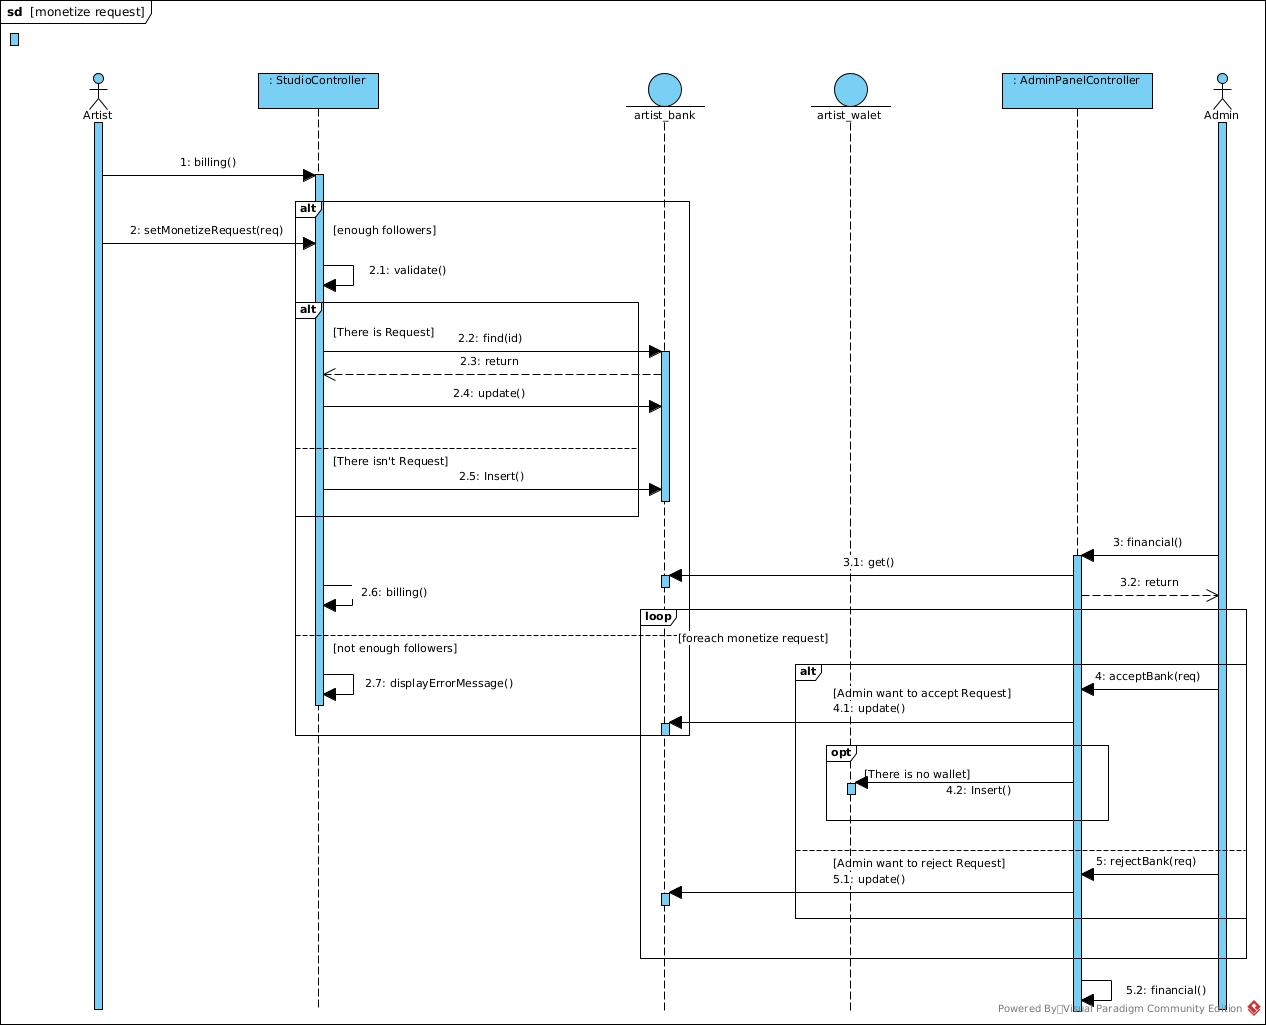 sd [monetize request]
: StudioController
: AdminPanelController
Artist
artist_bank
artist_walet
Admin
1: billing()
alt
2: setMonetizeRequest(req)
[enough followers]
2.1: validate()
alt
[There is Request]
2.2: find(id)
2.3: return
2.4: update()
[There isn't Request]
2.5: Insert()
3: financial()
3.1: get()
3.2: return
2.6: billing()
loop
[foreach monetize request]
[not enough followers]
alt
4: acceptBank(req)
2.7: displayErrorMessage()
[Admin want to accept Request]
4.1: update()
opt
[There is no wallet]
4.2: Insert()
[Admin want to reject Request]
5: rejectBank(req)
5.1: update()
5.2: financial()
Powered By Visual Paradigm Community Edition